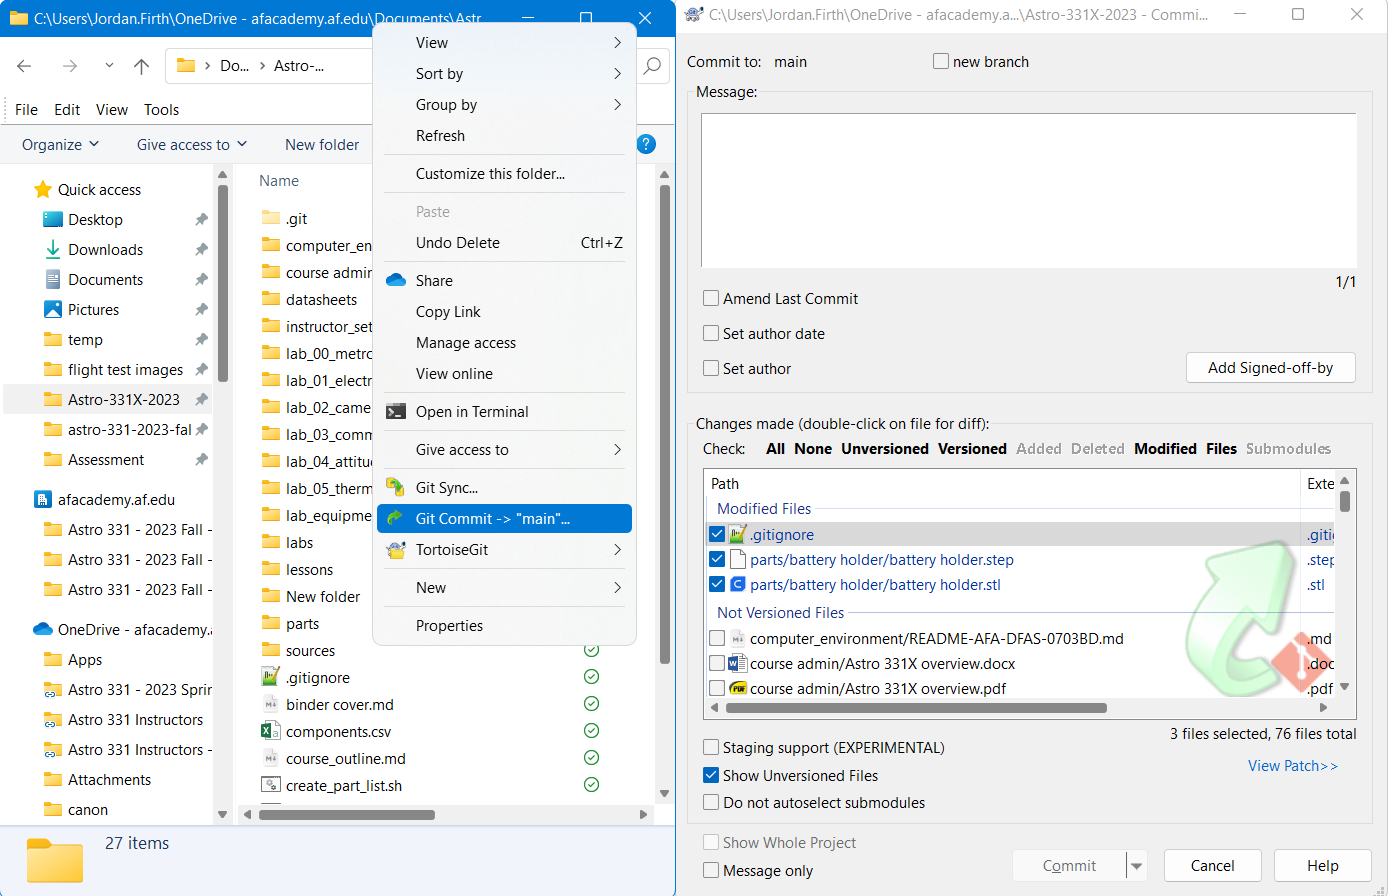 C:\Users\Jordan.Firth\OneDrive - afacademy.af.edu\Documents\Astr
Do...
Astro-...
File Edit View Tools
Organize Give access to New folder
Quick access
Desktop
Downloads
Documents
Pictures
temp
flight test images
Astro-331X-2023
astro-331-2023-fal
Assessment
afacademy.af.edu
Astro 331 - 2023 Fall -
Astro 331 - 2023 Fall -
Astro 331 - 2023 Fall -
OneDrive - afacademy.a
Apps
Astro 331 - 2023 Sprin
Astro 331 Instructors
Astro 331 Instructors -
Attachments
canon
Name
.git
computer_en
course admin
datasheets
instructor_set
lab_00_metro
lab_01_electr
lab_02_came
lab_03_comm
lab_04_attitud
lab_05_therm
lab_equipme
labs
lessons
New folder
parts
sources
.gitignore
binder cover.md
components.csv
course_outline.md
create_part_list.sh
27 items
View
Sort by
Group by
Refresh
Customize this folder...
Paste
Undo Delete Ctrl+Z
Share
Copy Link
Manage access
View online
Open in Terminal
Give access to
Git Sync...
Git Commit -> "main"...
TortoiseGit
New
Properties
C:\Users\Jordan.Firth\OneDrive - afacademy.a...\Astro-331X-2023 - Commi...
Commit to: main new branch
Message:
1/1
Amend Last Commit
Set author date
Set author
Add Signed-off-by
Changes made (double-click on file for diff):
Check: All None Unversioned Versioned Added Deleted Modified Files Submodules
Path Exte
Modified Files
.gitignore .giti
parts/battery holder/battery holder.step .step
parts/battery holder/battery holder.stl .stl
Not Versioned Files
computer_environment/README-AFA-DFAS-0703BD.md .md
course admin/Astro 331X overview.docx .doc
course admin/Astro 331X overview.pdf .pdf
3 files selected, 76 files total
View Patch>>
Staging support (EXPERIMENTAL)
Show Unversioned Files
Do not autoselect submodules
Show Whole Project
Message only
Commit Cancel Help